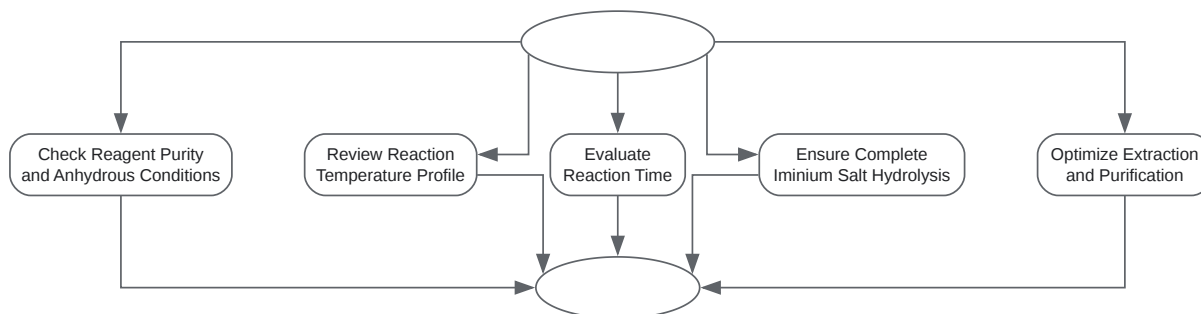 Check Reagent Purity
and Anhydrous Conditions
Review Reaction
Temperature Profile
Evaluate
Reaction Time
Ensure Complete
Iminium Salt Hydrolysis
Optimize Extraction
and Purification